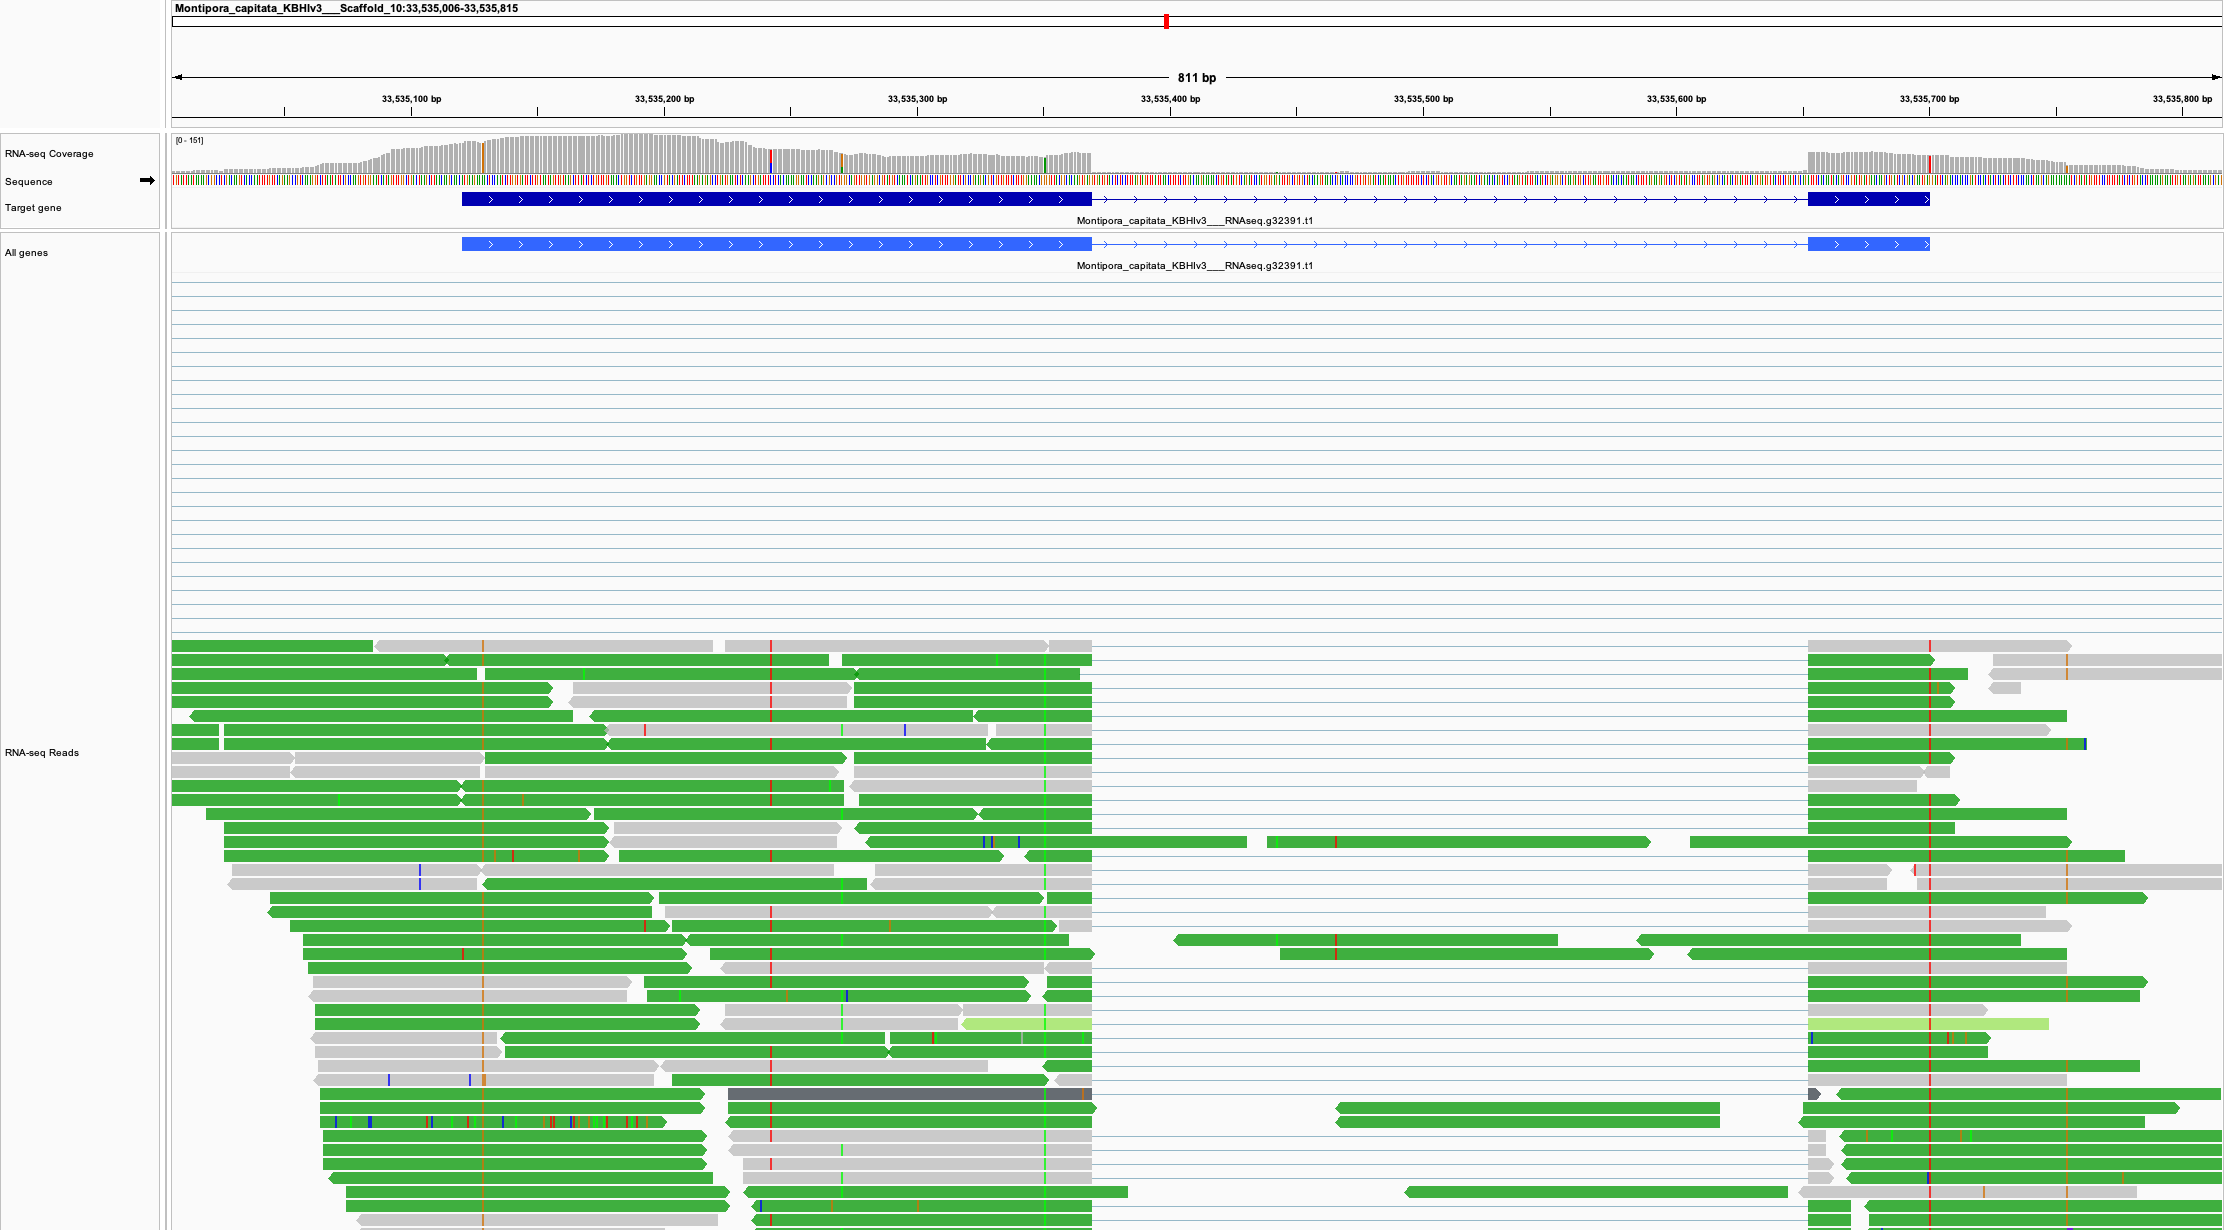 Montipora_capitata_KBHIv3___Scaffold_10:33,535,006-33,535,815
811 bp
33,535,100 bp 33,535,200 bp 33,535,300 bp 33,535,400 bp 33,535,500 bp 33,535,600 bp 33,535,700 bp 33,535,800 bp
[0 - 151]
RNA-seq Coverage
Sequence
Target gene
Montipora_capitata_KBHIv3___RNAseq.g32391.t1
All genes
Montipora_capitata_KBHIv3___RNAseq.g32391.t1
RNA-seq Reads